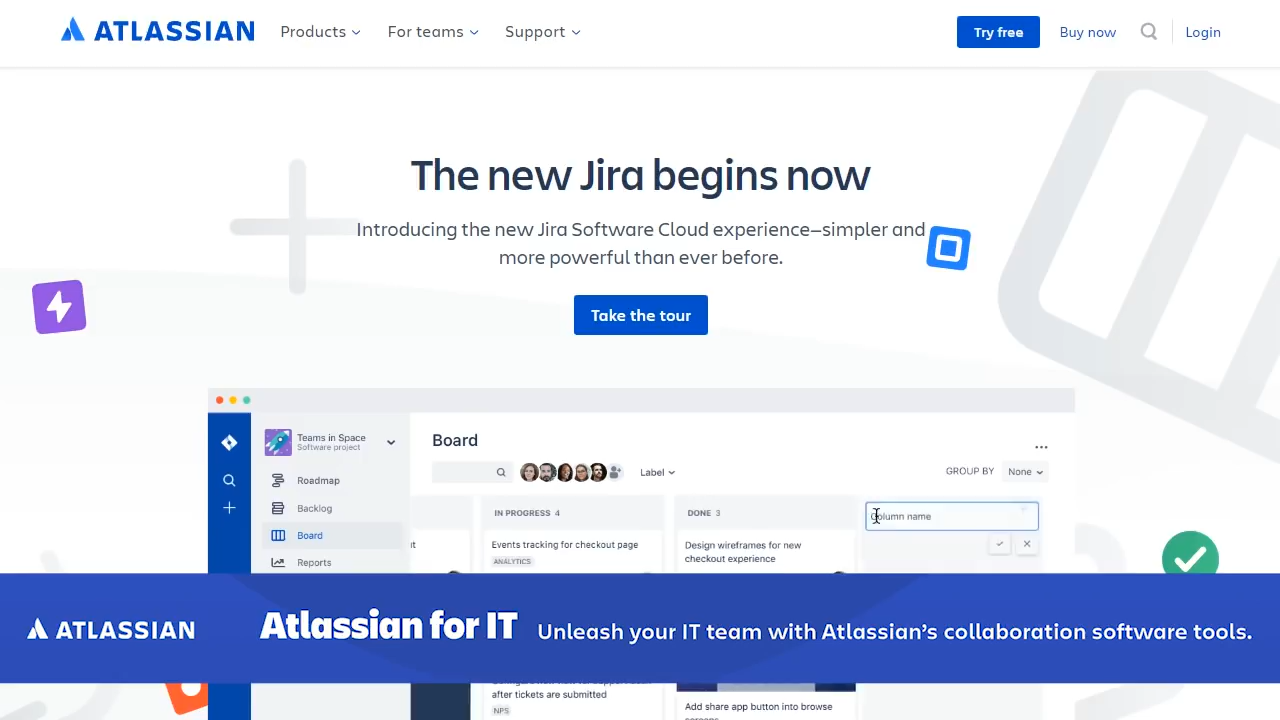 ATLASSIAN
Products
For teams
Support
Try free
Buy now
Login
The new Jira begins now
Introducing the new Jira Software Cloud experience—simpler and
more powerful than ever before.
Take the tour
Teams in Space
Software project
Roadmap
Backlog
Board
Reports
Board
Label
GROUP BY
None
IN PROGRESS 4
Events tracking for checkout page
ANALYTICS
DONE 3
Design wireframes for new
checkout experience
Column name
ATLASSIAN
Atlassian for IT
Unleash your IT team with Atlassian's collaboration software tools.
after tickets are submitted
NPS
Add share app button into browse